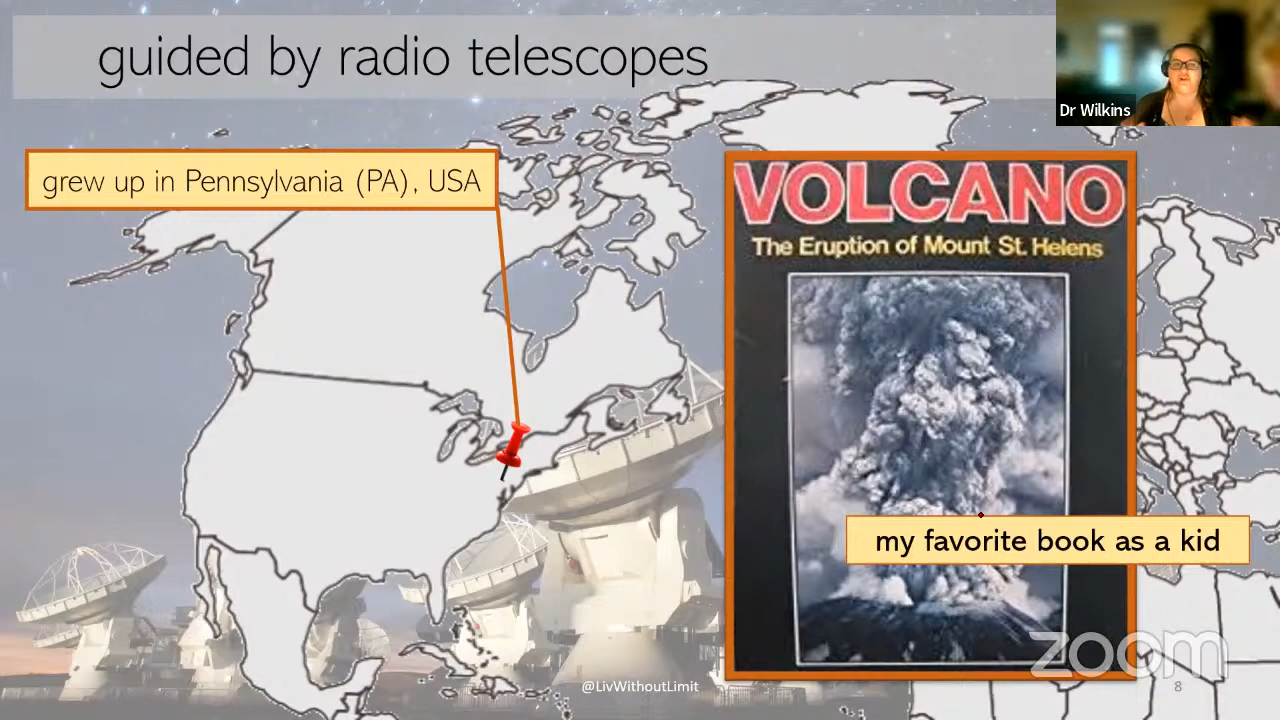 guided by radio telescopes
Dr Wilkins
grew up in Pennsylvania (PA), USA
VOLCANO
The Eruption of Mount St. Helens
my favorite book as a kid
zoom
@LivWithoutLimit
8